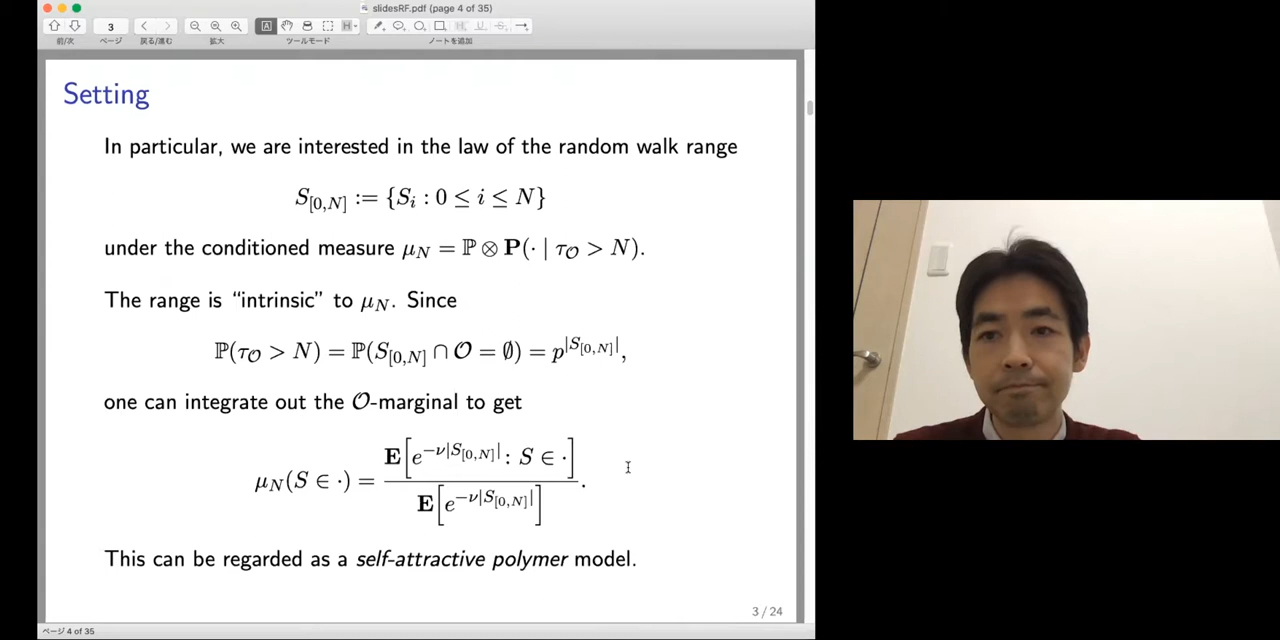 slidesRF.pdf (page 4 of 35)
3
前/次 ページ 戻る/進む 拡大 ツールモード ノートを追加
Setting
In particular, we are interested in the law of the random walk range
S_{[0,N]} := {S_i : 0 ≤ i ≤ N}
under the conditioned measure μ_N = ℙ ⊗ 𝐏(· | τ_𝒪 > N).
The range is “intrinsic” to μ_N. Since
ℙ(τ_𝒪 > N) = ℙ(S_{[0,N]} ∩ 𝒪 = ∅) = p^{|S_{[0,N]}|},
one can integrate out the 𝒪-marginal to get
μ_N(S ∈ ·) = 𝐄[e^{−ν|S_{[0,N]}|} : S ∈ ·] / 𝐄[e^{−ν|S_{[0,N]}|}].
This can be regarded as a self-attractive polymer model.
3 / 24
ページ 4 of 35